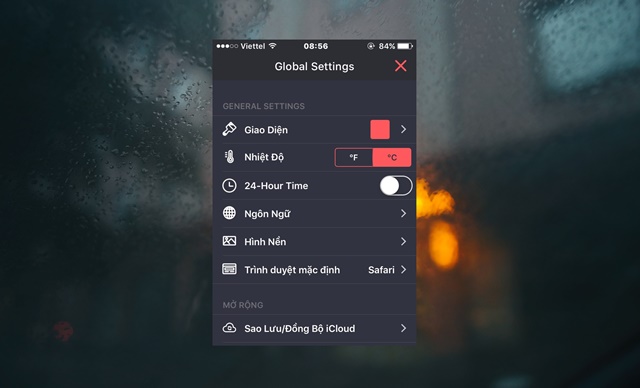 Viettel 08:56 84%
Global Settings
GENERAL SETTINGS
Giao Diện
Nhiệt Độ °F °C
24-Hour Time
Ngôn Ngữ
Hình Nền
Trình duyệt mặc định Safari
MỞ RỘNG
Sao Lưu/Đồng Bộ iCloud